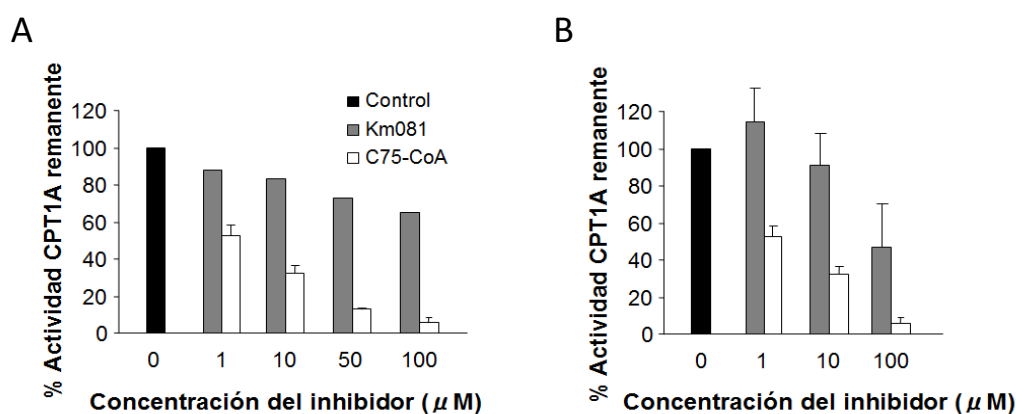 A
% Actividad CPT1A remanente
120
100
80
60
40
20
0
Control
Km081
C75-CoA
0 1 10 50 100
Concentración del inhibidor (μM)
B
% Actividad CPT1A remanente
120
100
80
60
40
20
0
0 1 10 100
Concentración del inhibidor (μM)